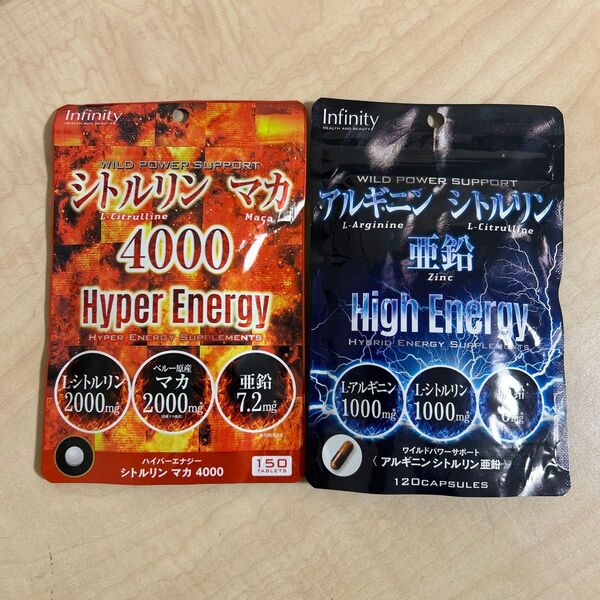 Infinity
HEALTH AND BEAUTY
WILD POWER SUPPORT
シトルリン マカ
L-Citrulline Maca
4000
Hyper Energy
HYPER ENERGY SUPPLEMENTS
L-シトルリン
2000mg
ペルー原産
マカ
2000mg
亜鉛
7.2mg
ハイパーエナジー
シトルリン マカ 4000
150
TABLETS
Infinity
HEALTH AND BEAUTY
WILD POWER SUPPORT
アルギニン シトルリン
L-Arginine L-Citrulline
亜鉛
Zinc
High Energy
HYBRID ENERGY SUPPLEMENTS
L-アルギニン
1000mg
L-シトルリン
1000mg
ワイルドパワーサポート
〈 アルギニン シトルリン 亜鉛 〉
120CAPSULES